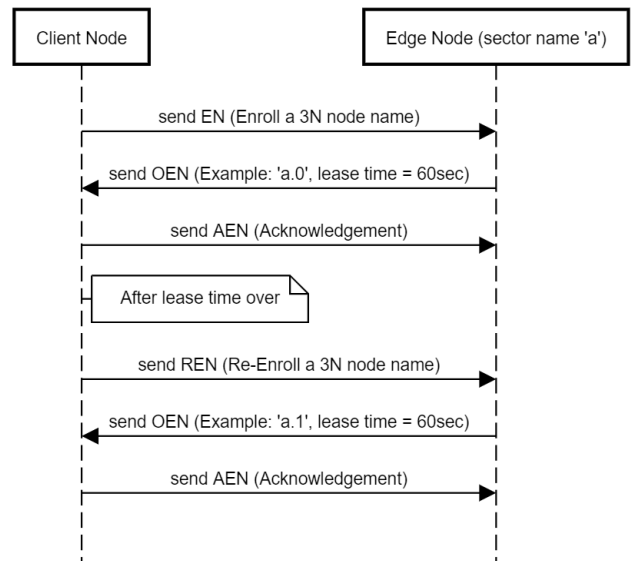 Client Node
Edge Node (sector name 'a')
send EN (Enroll a 3N node name)
send OEN (Example: 'a.0', lease time = 60sec)
send AEN (Acknowledgement)
After lease time over
send REN (Re-Enroll a 3N node name)
send OEN (Example: 'a.1', lease time = 60sec)
send AEN (Acknowledgement)